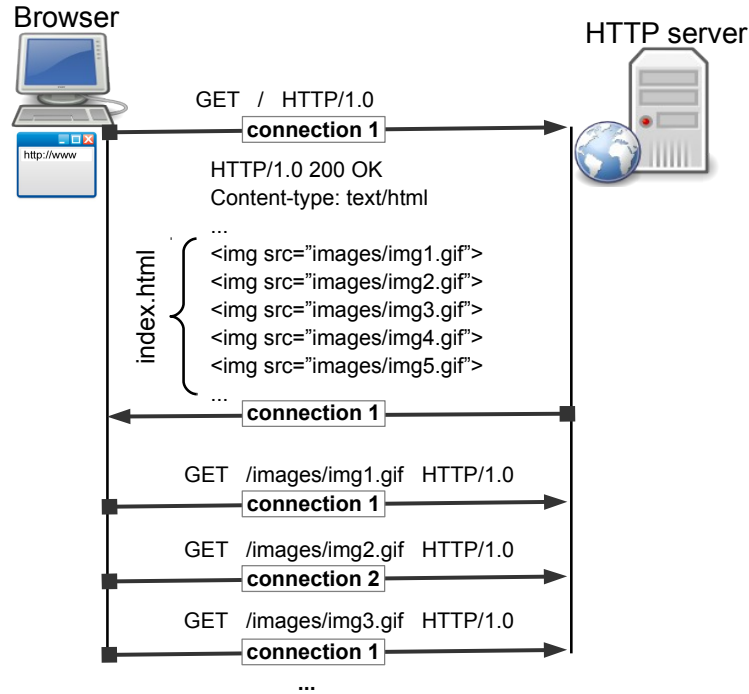 Browser
HTTP server
http://www
GET / HTTP/1.0
connection 1
HTTP/1.0 200 OK
Content-type: text/html
...
index.html
<img src=”images/img1.gif”>
<img src=”images/img2.gif”>
<img src=”images/img3.gif”>
<img src=”images/img4.gif”>
<img src=”images/img5.gif”>
...
connection 1
GET /images/img1.gif HTTP/1.0
connection 1
GET /images/img2.gif HTTP/1.0
connection 2
GET /images/img3.gif HTTP/1.0
connection 1
...